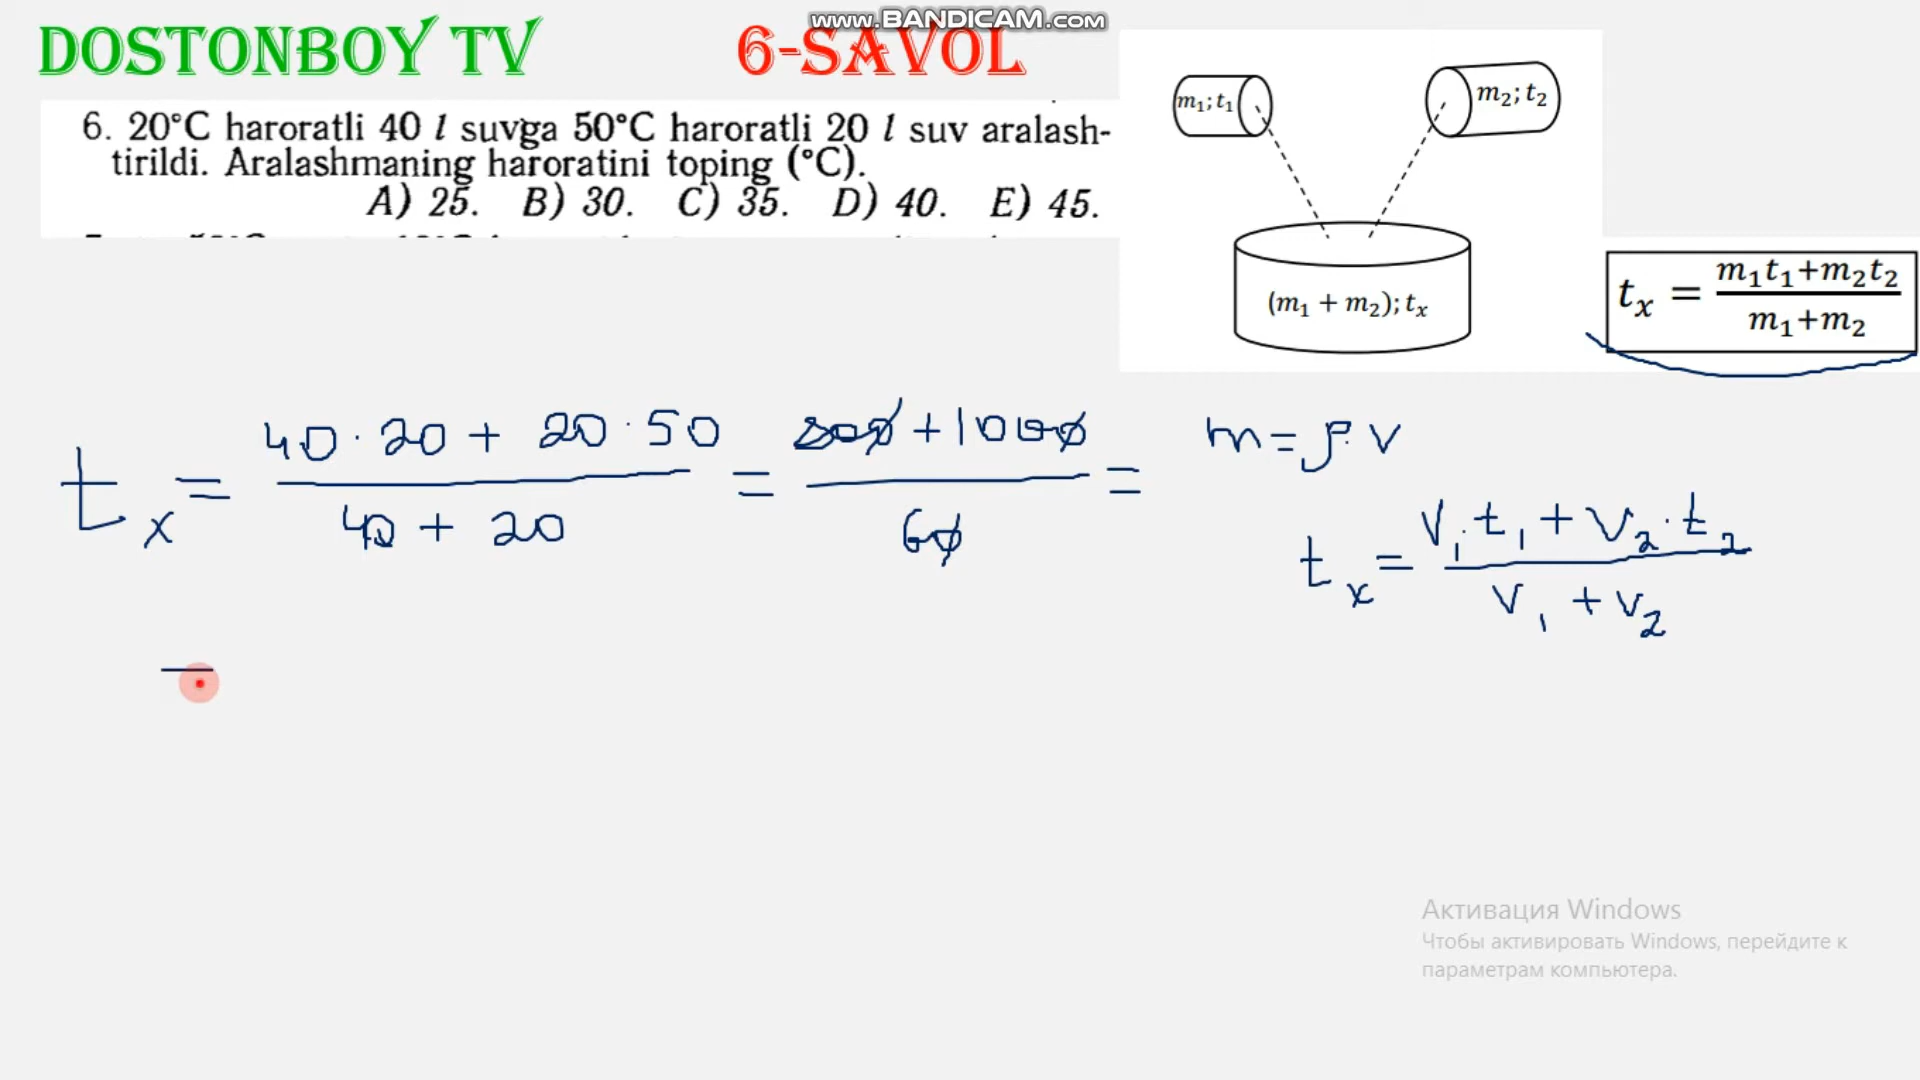 www.BANDICAM.com
DOSTONBOY TV
6-SAVOL
6. 20°C haroratli 40 l suvga 50°C haroratli 20 l suv aralash-
tirildi. Aralashmaning haroratini toping (°C).
A) 25. B) 30. C) 35. D) 40. E) 45.
m₁; t₁
m₂; t₂
(m₁ + m₂); tₓ
tₓ = (m₁t₁+m₂t₂)/(m₁+m₂)
tₓ = (40 · 20 + 20 · 50)/(40 + 20) = (800 + 1000)/60 =
m = ρ · V
tₓ = (V₁ · t₁ + V₂ · t₂)/(V₁ + V₂)
Активация Windows
Чтобы активировать Windows, перейдите к
параметрам компьютера.